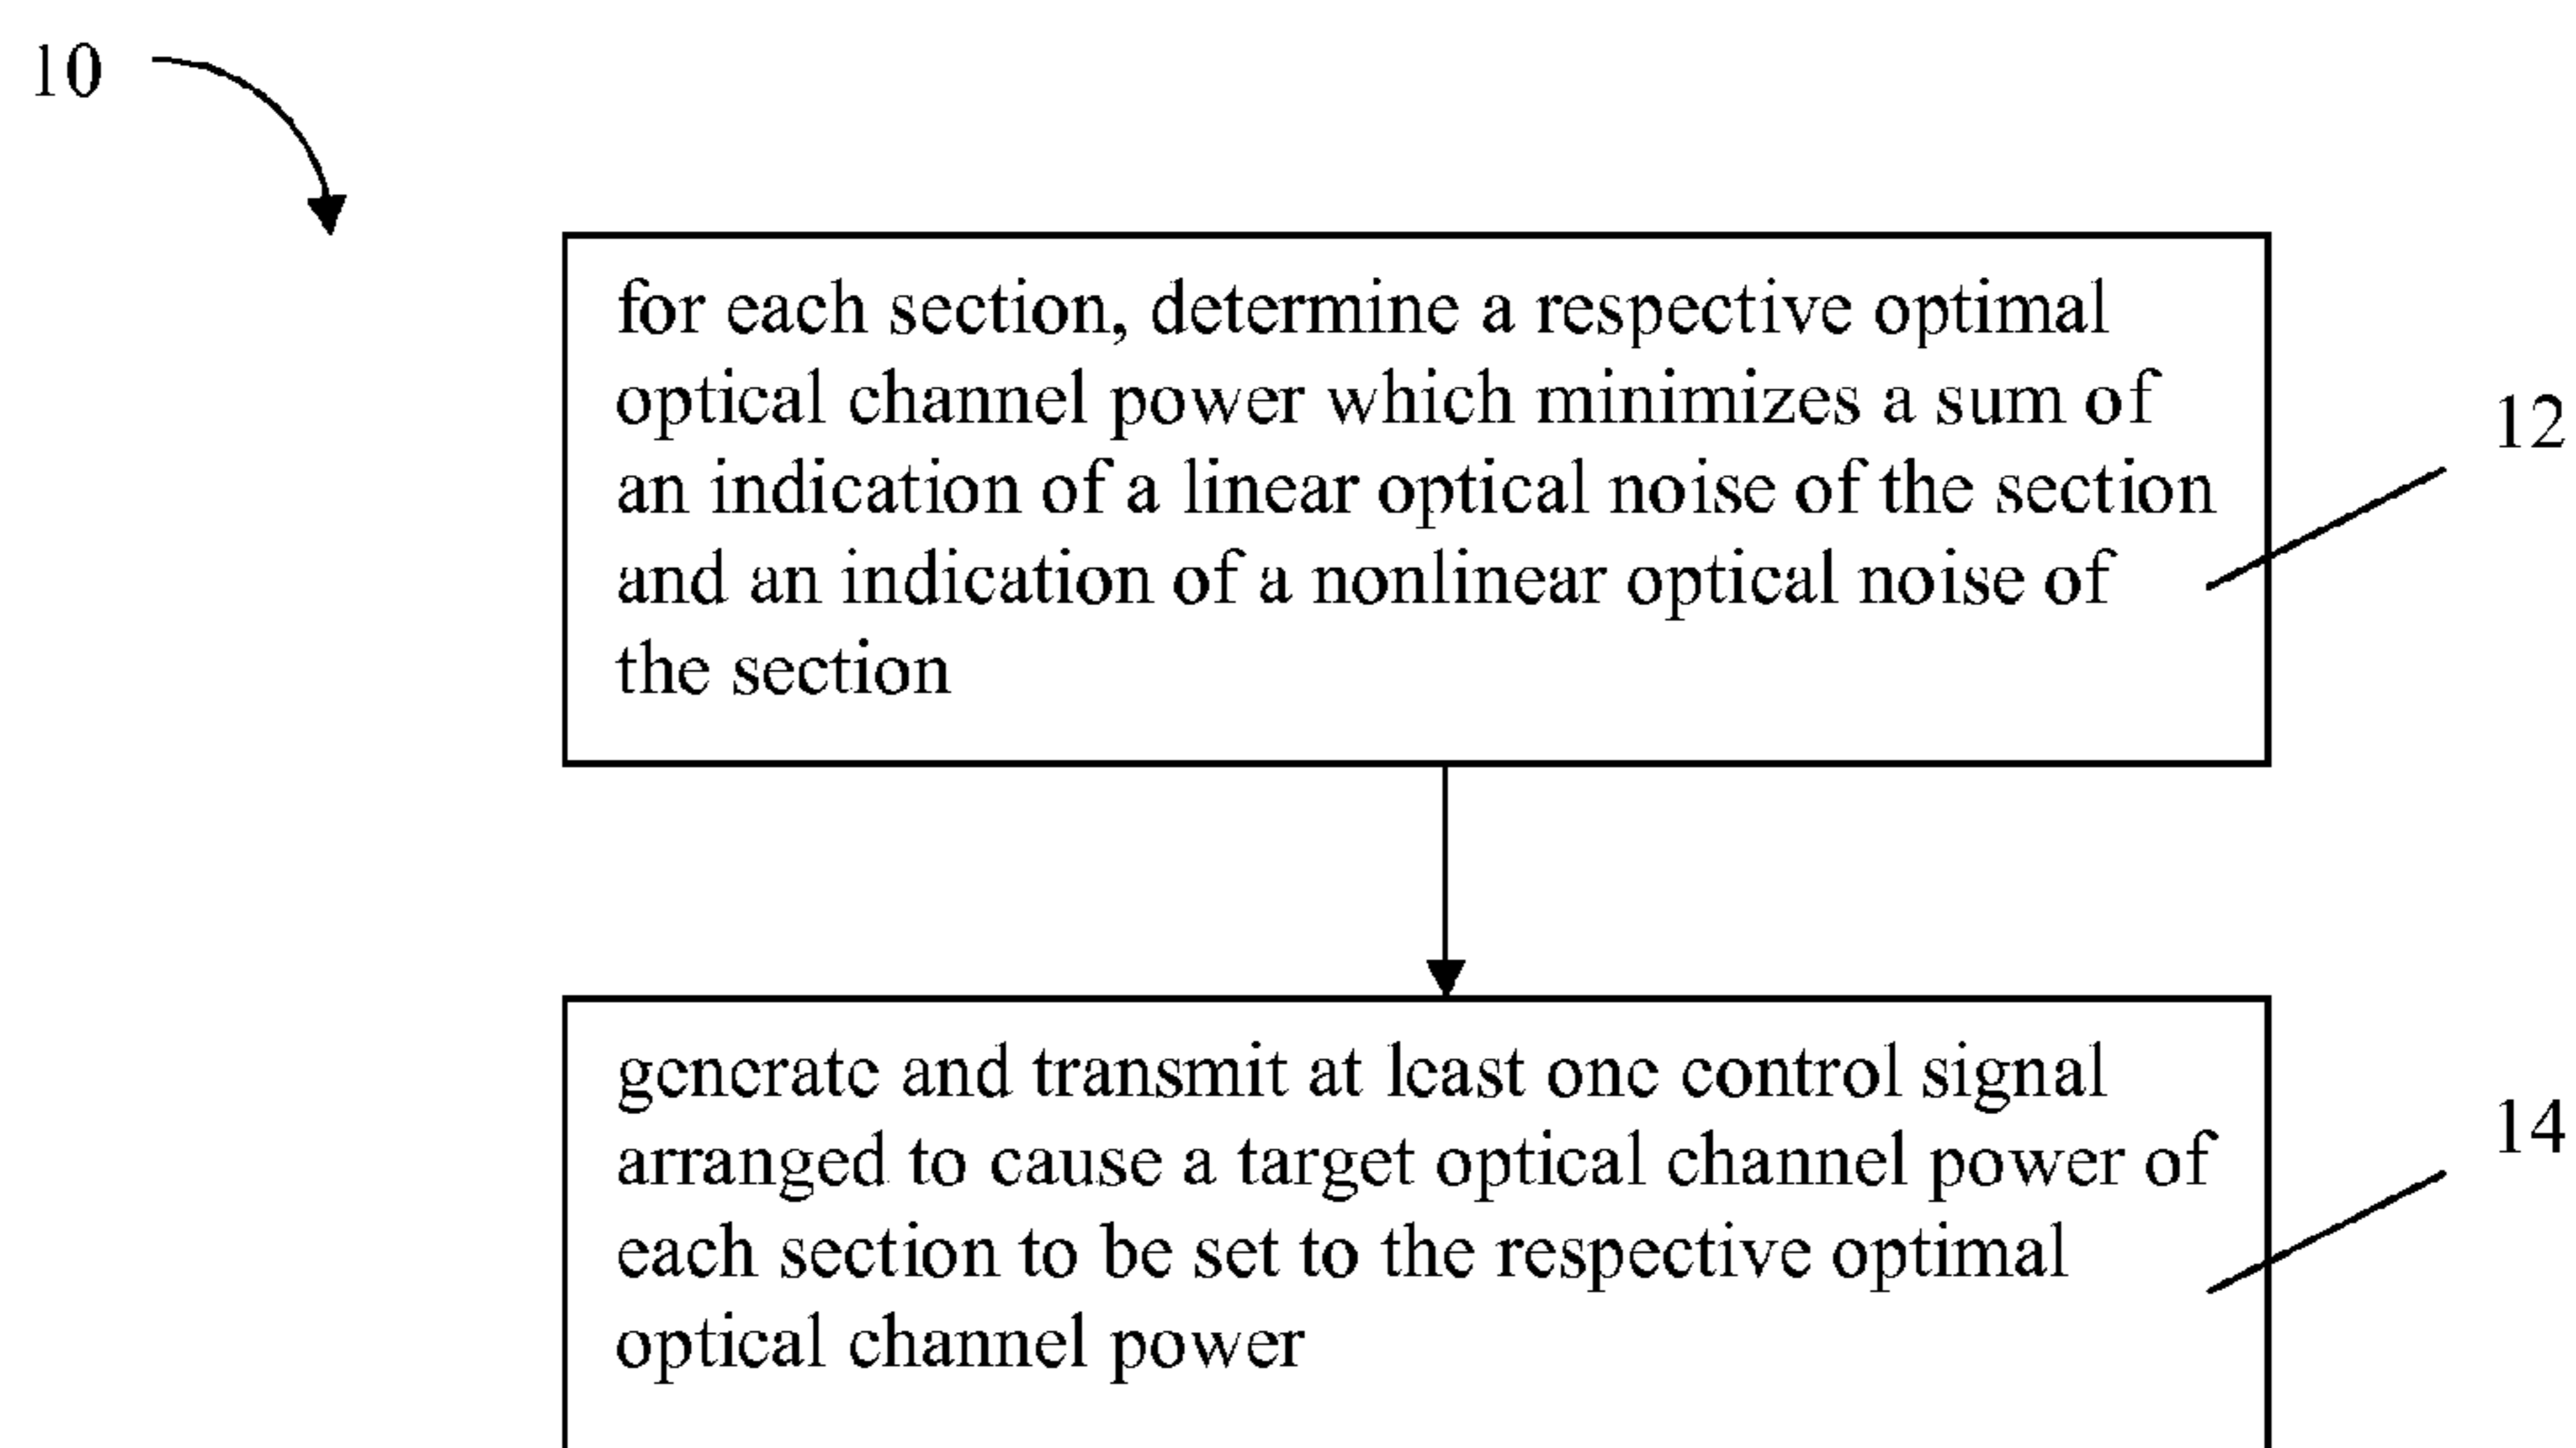 10
for each section, determine a respective optimal
optical channel power which minimizes a sum of
an indication of a linear optical noise of the section
and an indication of a nonlinear optical noise of
the section
12
generate and transmit at least one control signal
arranged to cause a target optical channel power of
each section to be set to the respective optimal
optical channel power
14